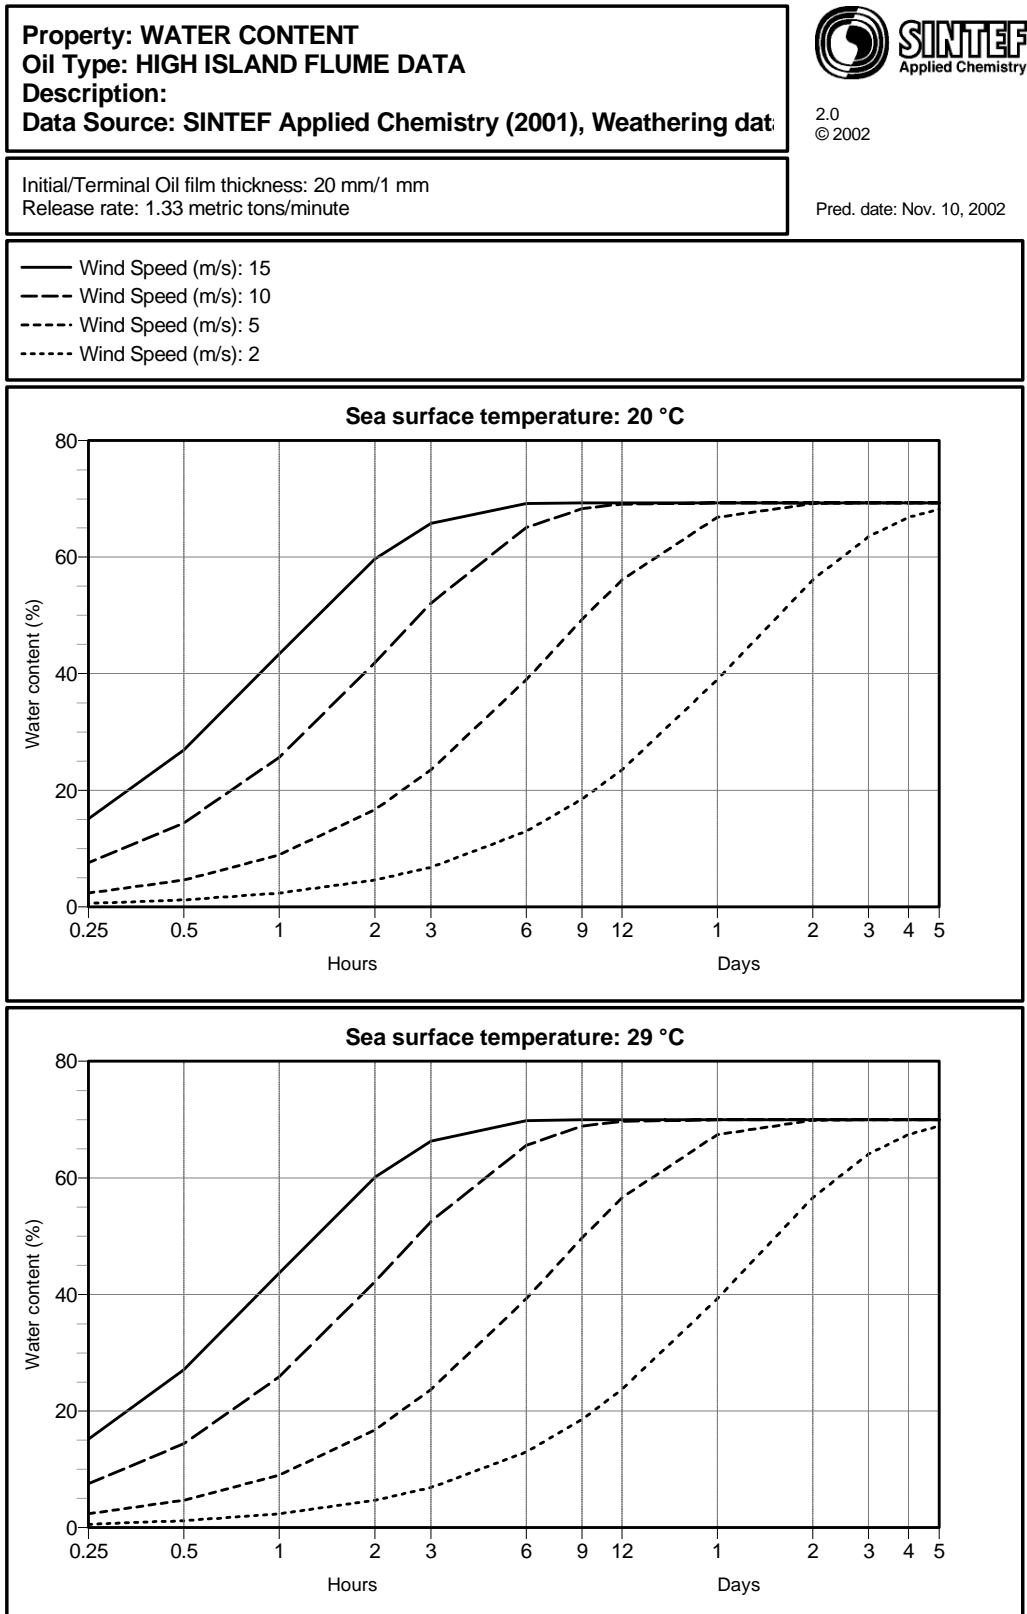 Property: WATER CONTENT
Oil Type: HIGH ISLAND FLUME DATA
Description:
Data Source: SINTEF Applied Chemistry (2001), Weathering
SINTEF
Applied Chemistry
2.0
© 2002
Initial/Terminal Oil film thickness: 20 mm/1 mm
Release rate: 1.33 metric tons/minute
Pred. date: Nov. 10, 2002
Wind Speed (m/s): 15
Wind Speed (m/s): 10
Wind Speed (m/s): 5
Wind Speed (m/s): 2
Sea surface temperature: 20 °C
80
60
40
20
0
Water content (%)
0.25 0.5 1 2 3 6 9 12 1 2 3 4 5
Hours Days
Sea surface temperature: 29 °C
80
60
40
20
0
Water content (%)
0.25 0.5 1 2 3 6 9 12 1 2 3 4 5
Hours Days